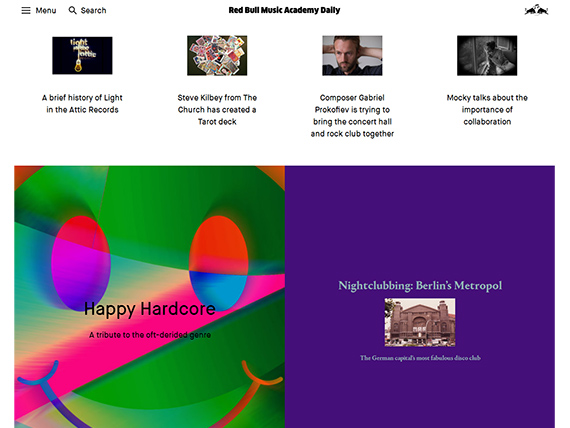 Menu Search Red Bull Music Academy Daily
light
in the
attic
A brief history of Light
in the Attic Records
Steve Kilbey from The
Church has created a
Tarot deck
Composer Gabriel
Prokofiev is trying to
bring the concert hall
and rock club together
Mocky talks about the
importance of
collaboration
Happy Hardcore
A tribute to the oft-derided genre
Nightclubbing: Berlin's Metropol
The German capital's most fabulous disco club